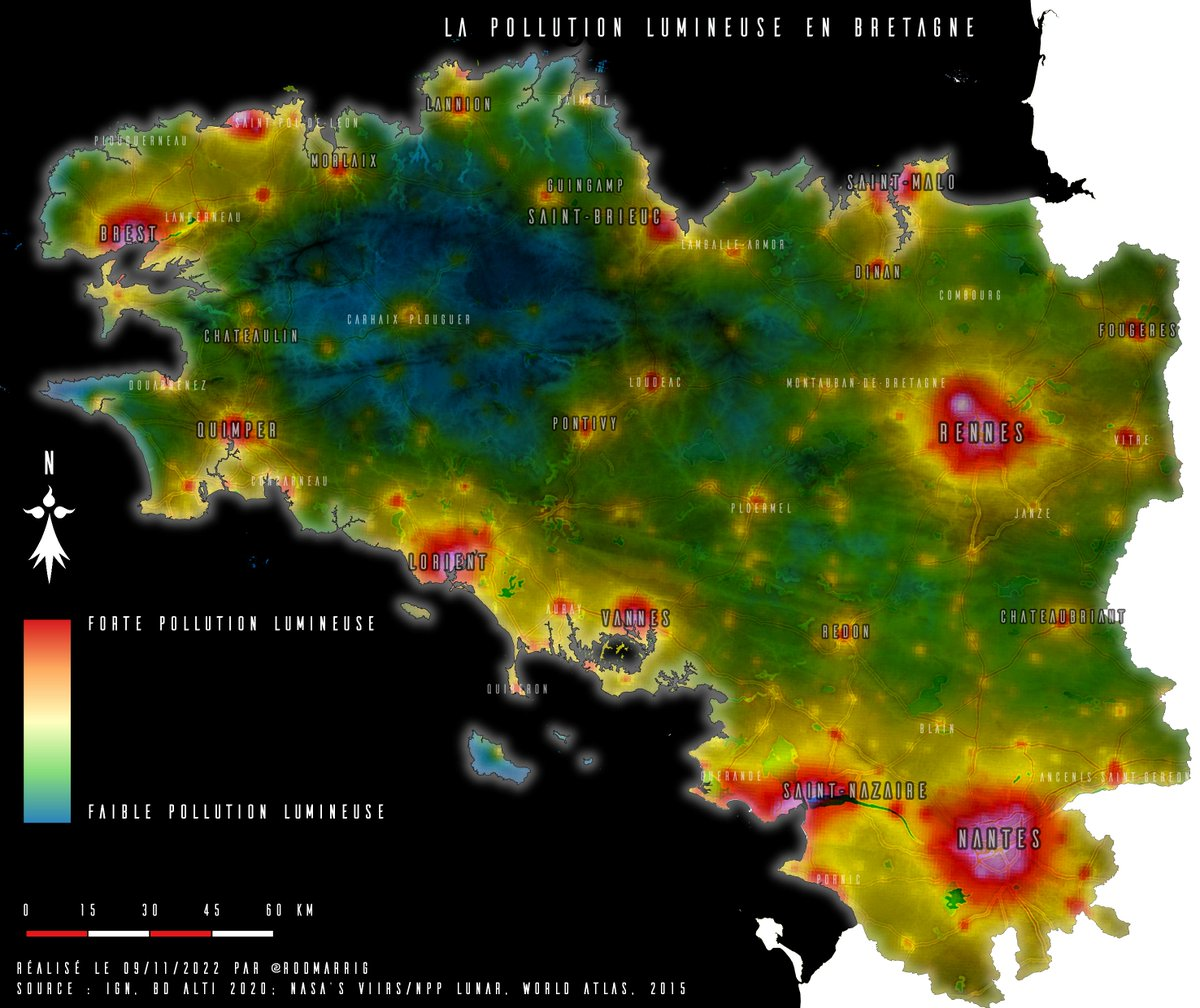 LA POLLUTION LUMINEUSE EN BRETAGNE
LANNION
PAIMPOL
SAINT-POL-DE-LEON
PLOUGUERNEAU
MORLAIX
GUINGAMP
SAINT-MALO
LANDERNEAU
SAINT-BRIEUC
BREST
LAMBALLE-ARMOR
DINAN
COMBOURG
CARHAIX-PLOUGUER
CHATEAULIN
FOUGERES
DOUARNENEZ
LOUDEAC
MONTAUBAN-DE-BRETAGNE
PONTIVY
QUIMPER
RENNES
VITRE
N
CONCARNEAU
PLOERMEL
JANZE
LORIENT
AURAY
VANNES
CHATEAUBRIANT
FORTE POLLUTION LUMINEUSE
REDON
QUIBERON
BLAIN
GUERANDE
ANCENIS-SAINT-GEREON
SAINT-NAZAIRE
FAIBLE POLLUTION LUMINEUSE
NANTES
PORNIC
0 15 30 45 60 KM
RÉALISÉ LE 09/11/2022 PAR @RODMARRIG
SOURCE : IGN, BD ALTI 2020; NASA'S VIIRS/NPP LUNAR, WORLD ATLAS, 2015